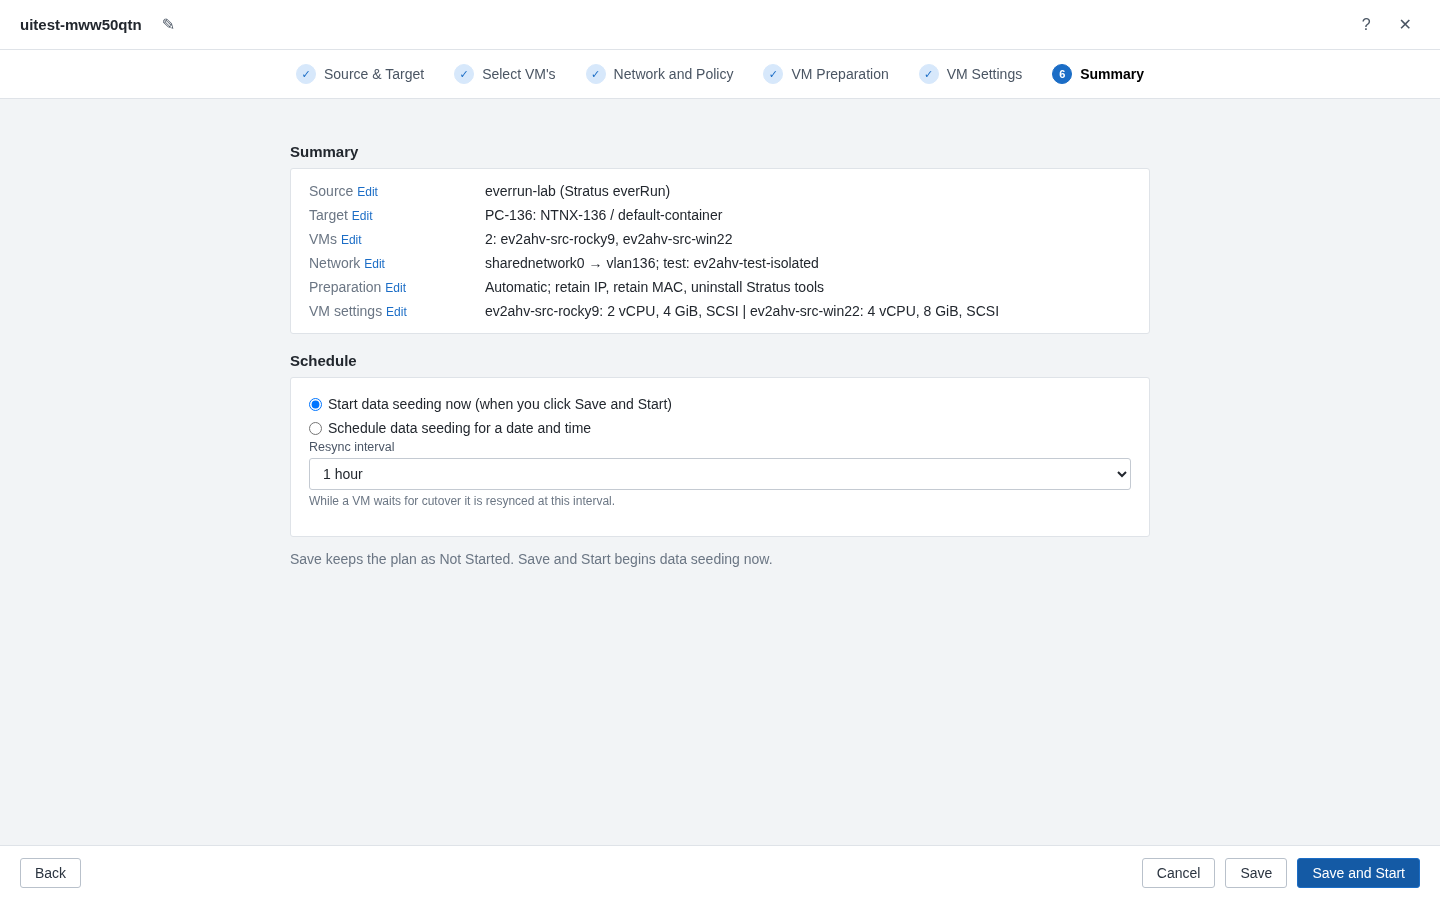 uitest-mww50qtn ✎ ? ✕
✓ Source & Target ✓ Select VM's ✓ Network and Policy ✓ VM Preparation ✓ VM Settings 6 Summary
Summary
Source Edit everrun-lab (Stratus everRun)
Target Edit PC-136: NTNX-136 / default-container
VMs Edit 2: ev2ahv-src-rocky9, ev2ahv-src-win22
Network Edit sharednetwork0 → vlan136; test: ev2ahv-test-isolated
Preparation Edit Automatic; retain IP, retain MAC, uninstall Stratus tools
VM settings Edit ev2ahv-src-rocky9: 2 vCPU, 4 GiB, SCSI | ev2ahv-src-win22: 4 vCPU, 8 GiB, SCSI
Schedule
Start data seeding now (when you click Save and Start)
Schedule data seeding for a date and time
Resync interval
1 hour
While a VM waits for cutover it is resynced at this interval.
Save keeps the plan as Not Started. Save and Start begins data seeding now.
Back Cancel Save Save and Start